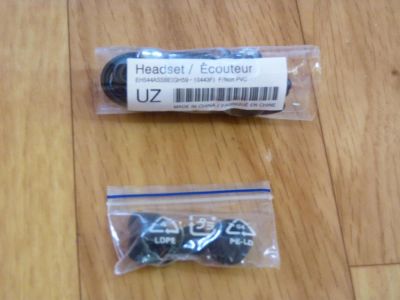 Headset / Écouteur
UZ
MADE IN CHINA / FABRIQUÉ EN CHINE
LDPE
PE-LD